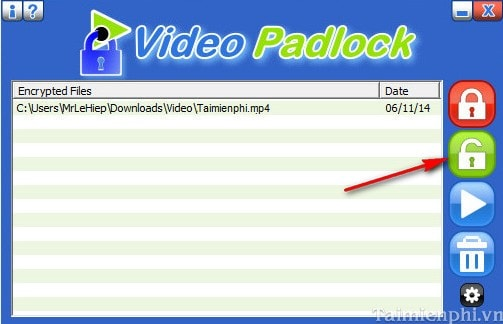 i ?
Video Padlock
Encrypted Files Date
C:\Users\MrLeHiep\Downloads\Video\Taimienphi.mp4 06/11/14
Taimienphi.vn